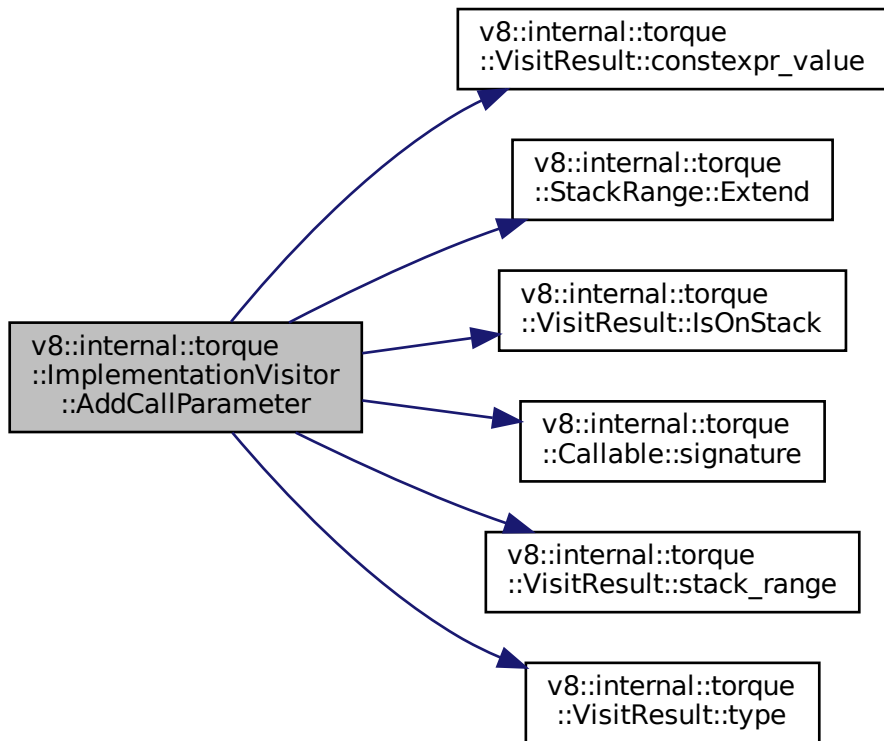 v8::internal::torque
::VisitResult::constexpr_value
v8::internal::torque
::StackRange::Extend
v8::internal::torque
::VisitResult::IsOnStack
v8::internal::torque
::ImplementationVisitor
::AddCallParameter
v8::internal::torque
::Callable::signature
v8::internal::torque
::VisitResult::stack_range
v8::internal::torque
::VisitResult::type